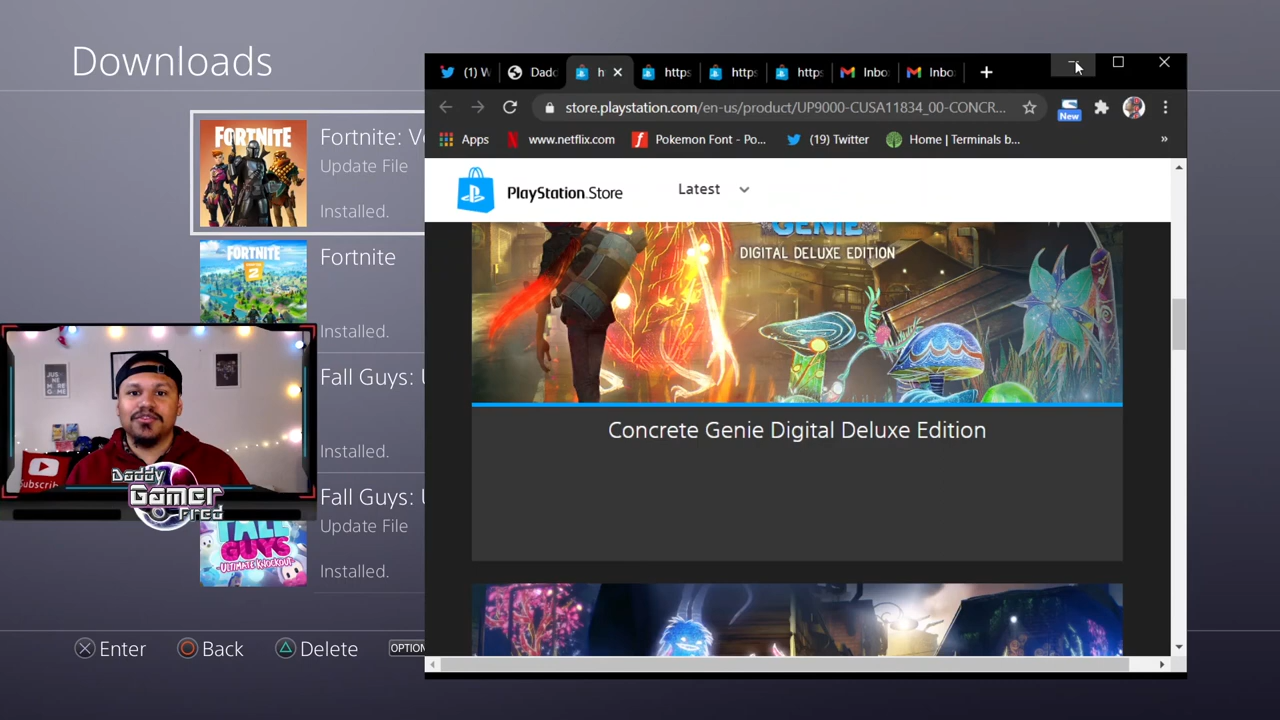 Downloads
FORTNITE
Fortnite: V
Update File
Installed.
FORTNITE
2
Fortnite
Installed.
Fall Guys: U
Installed.
Fall Guys: U
Update File
FALL
GUYS
ULTIMATE KNOCKOUT
Installed.
Enter
Back
Delete
OPTION
Subscrib
Daddy
Gamer
Fred
(1) W
Dadd
h
https
https
https
Inbo
Inbo
store.playstation.com/en-us/product/UP9000-CUSA11834_00-CONCR...
New
Apps
www.netflix.com
Pokemon Font - Po...
(19) Twitter
Home | Terminals b...
»
PlayStation Store
Latest
GENIE
DIGITAL DELUXE EDITION
Concrete Genie Digital Deluxe Edition